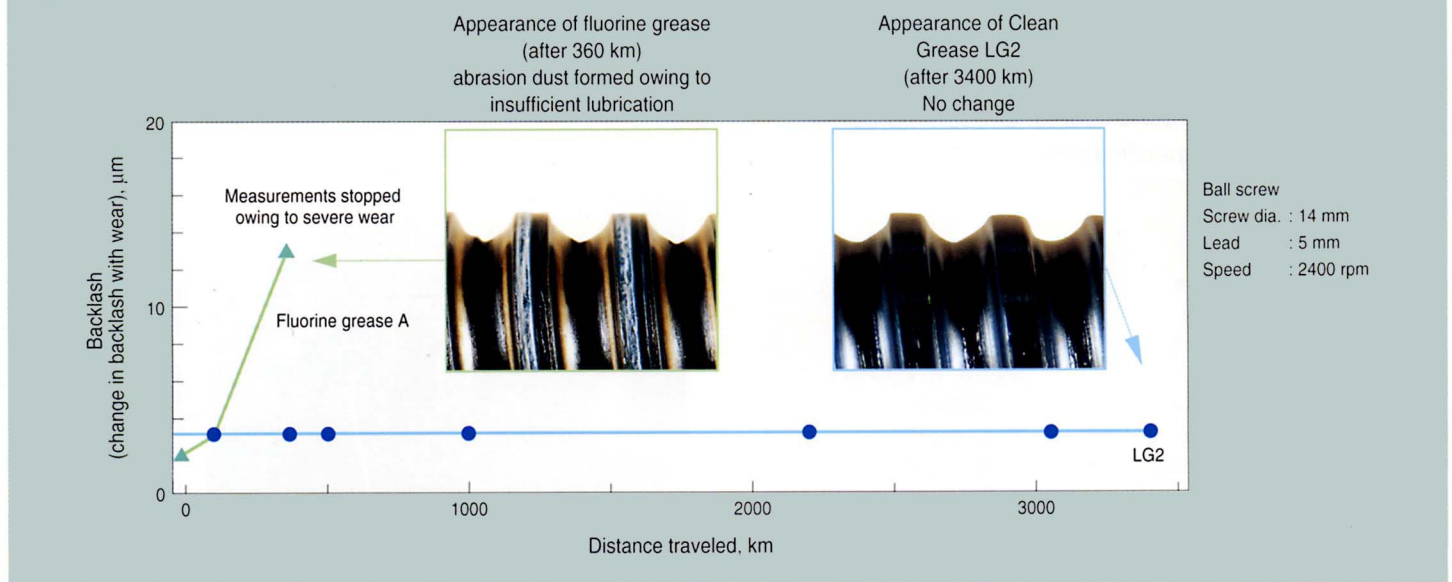 Appearance of fluorine grease
(after 360 km)
abrasion dust formed owing to
insufficient lubrication
Appearance of Clean
Grease LG2
(after 3400 km)
No change
Backlash
(change in backlash with wear), µm
20
10
0
Measurements stopped
owing to severe wear
Fluorine grease A
LG2
0
1000
2000
3000
Distance traveled, km
Ball screw
Screw dia. : 14 mm
Lead : 5 mm
Speed : 2400 rpm